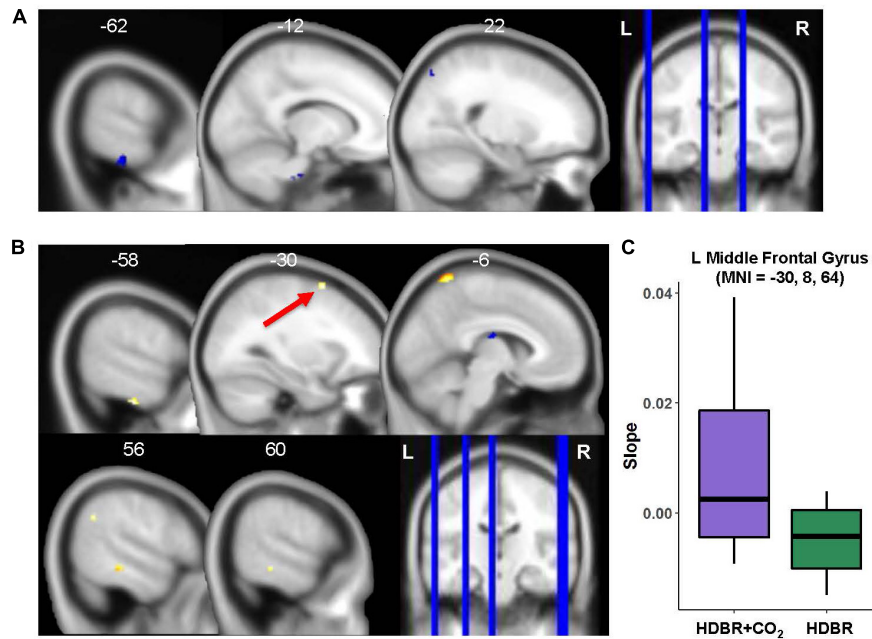 A
-62
-12
22
L
R
B
-58
-30
-6
56
60
L
R
C
L Middle Frontal Gyrus
(MNI = -30, 8, 64)
0.04
0.02
0.00
Slope
HDBR+CO₂
HDBR